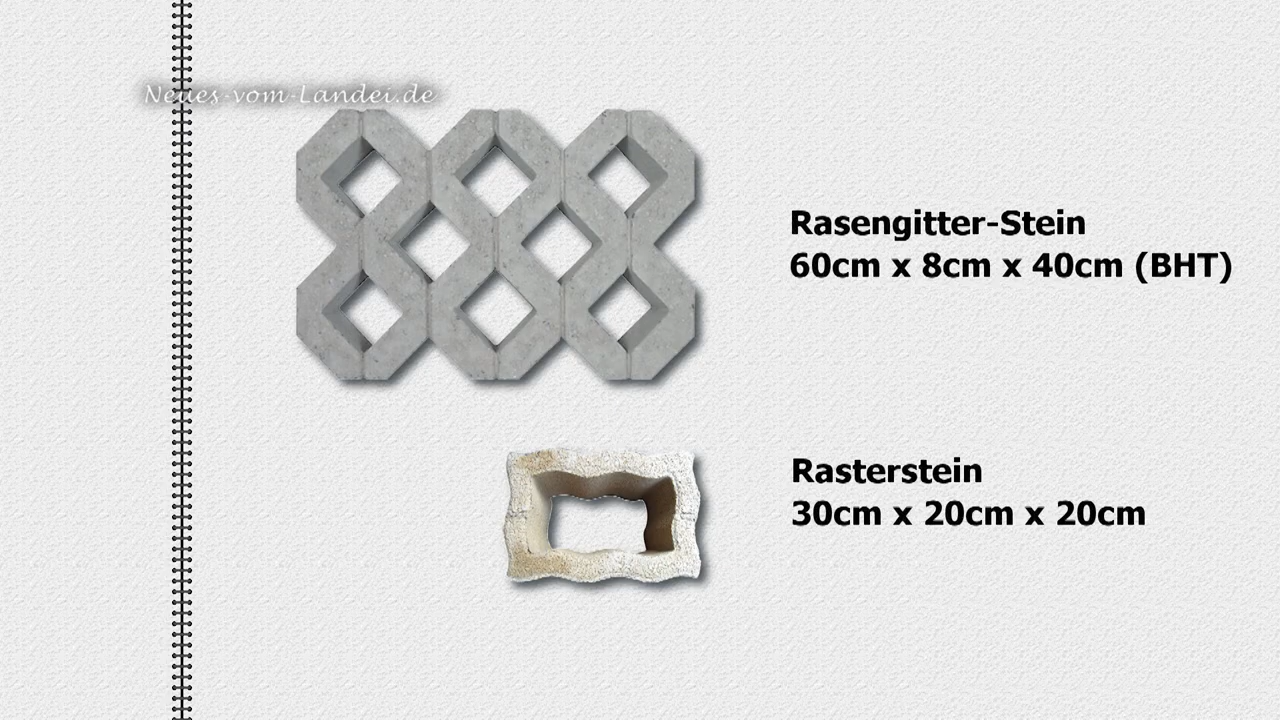 Neues-vom-Landei.de
Rasengitter-Stein
60cm x 8cm x 40cm (BHT)
Rasterstein
30cm x 20cm x 20cm